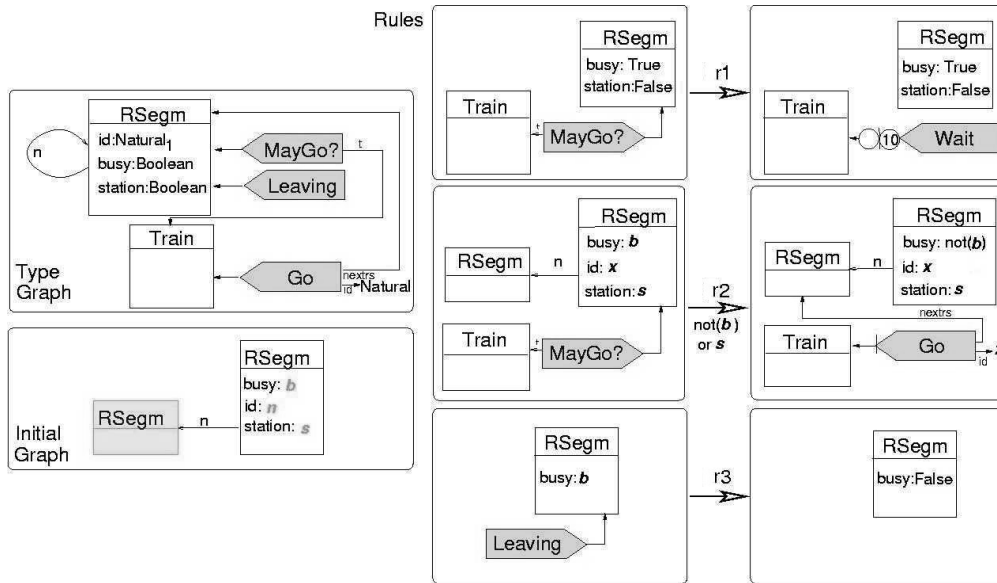 Rules
RSegm
id:Natural1
busy:Boolean
station:Boolean
n
MayGo?
t
Leaving
Train
Go
nextrs
id
Natural
Type
Graph
RSegm
busy: b
id: n
station: s
RSegm
n
Initial
Graph
RSegm
busy: True
station:False
Train
t
MayGo?
r1
RSegm
busy: True
station:False
Train
10
Wait
RSegm
busy: b
id: x
station: s
RSegm
n
Train
t
MayGo?
r2
not(b)
or s
RSegm
busy: not(b)
id: x
station: s
RSegm
n
nextrs
Train
Go
id
RSegm
busy: b
Leaving
r3
RSegm
busy:False